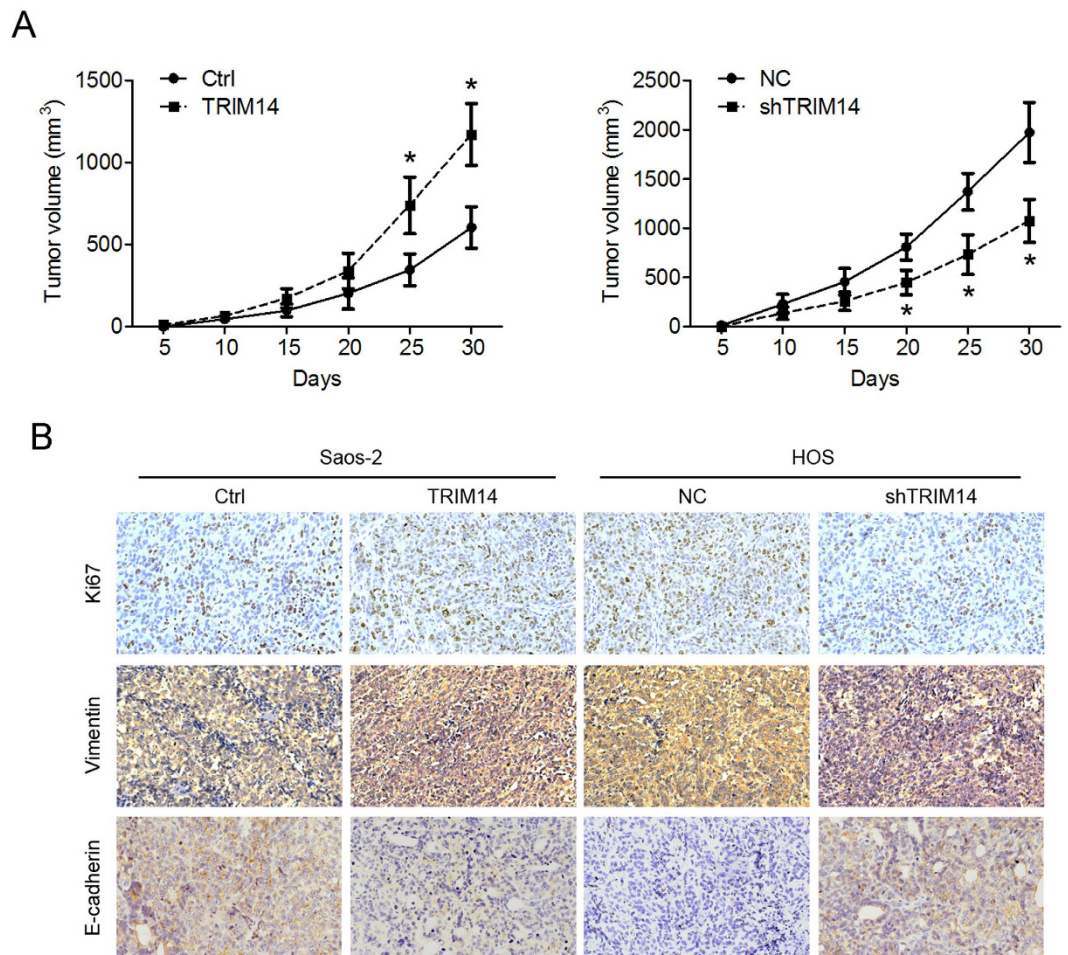 A
Ctrl
TRIM14
Tumor volume (mm3)
1500
1000
500
0
5 10 15 20 25 30
Days
* *
NC
shTRIM14
Tumor volume (mm3)
2500
2000
1500
1000
500
0
5 10 15 20 25 30
Days
* * *
B
Saos-2 HOS
Ctrl TRIM14 NC shTRIM14
Ki67
Vimentin
E-cadherin